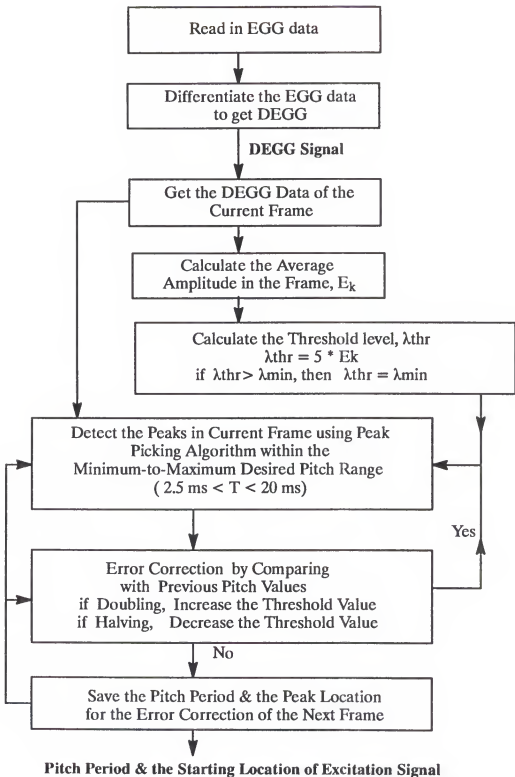 Read in EGG data
Differentiate the EGG data
to get DEGG
DEGG Signal
Get the DEGG Data of the
Current Frame
Calculate the Average
Amplitude in the Frame, Ek
Calculate the Threshold level, λthr
λthr = 5 * Ek
if λthr> λmin, then λthr = λmin
Detect the Peaks in Current Frame using Peak
Picking Algorithm within the
Minimum-to-Maximum Desired Pitch Range
( 2.5 ms < T < 20 ms)
Yes
Error Correction by Comparing
with Previous Pitch Values
if Doubling, Increase the Threshold Value
if Halving, Decrease the Threshold Value
No
Save the Pitch Period & the Peak Location
for the Error Correction of the Next Frame
Pitch Period & the Starting Location of Excitation Signal